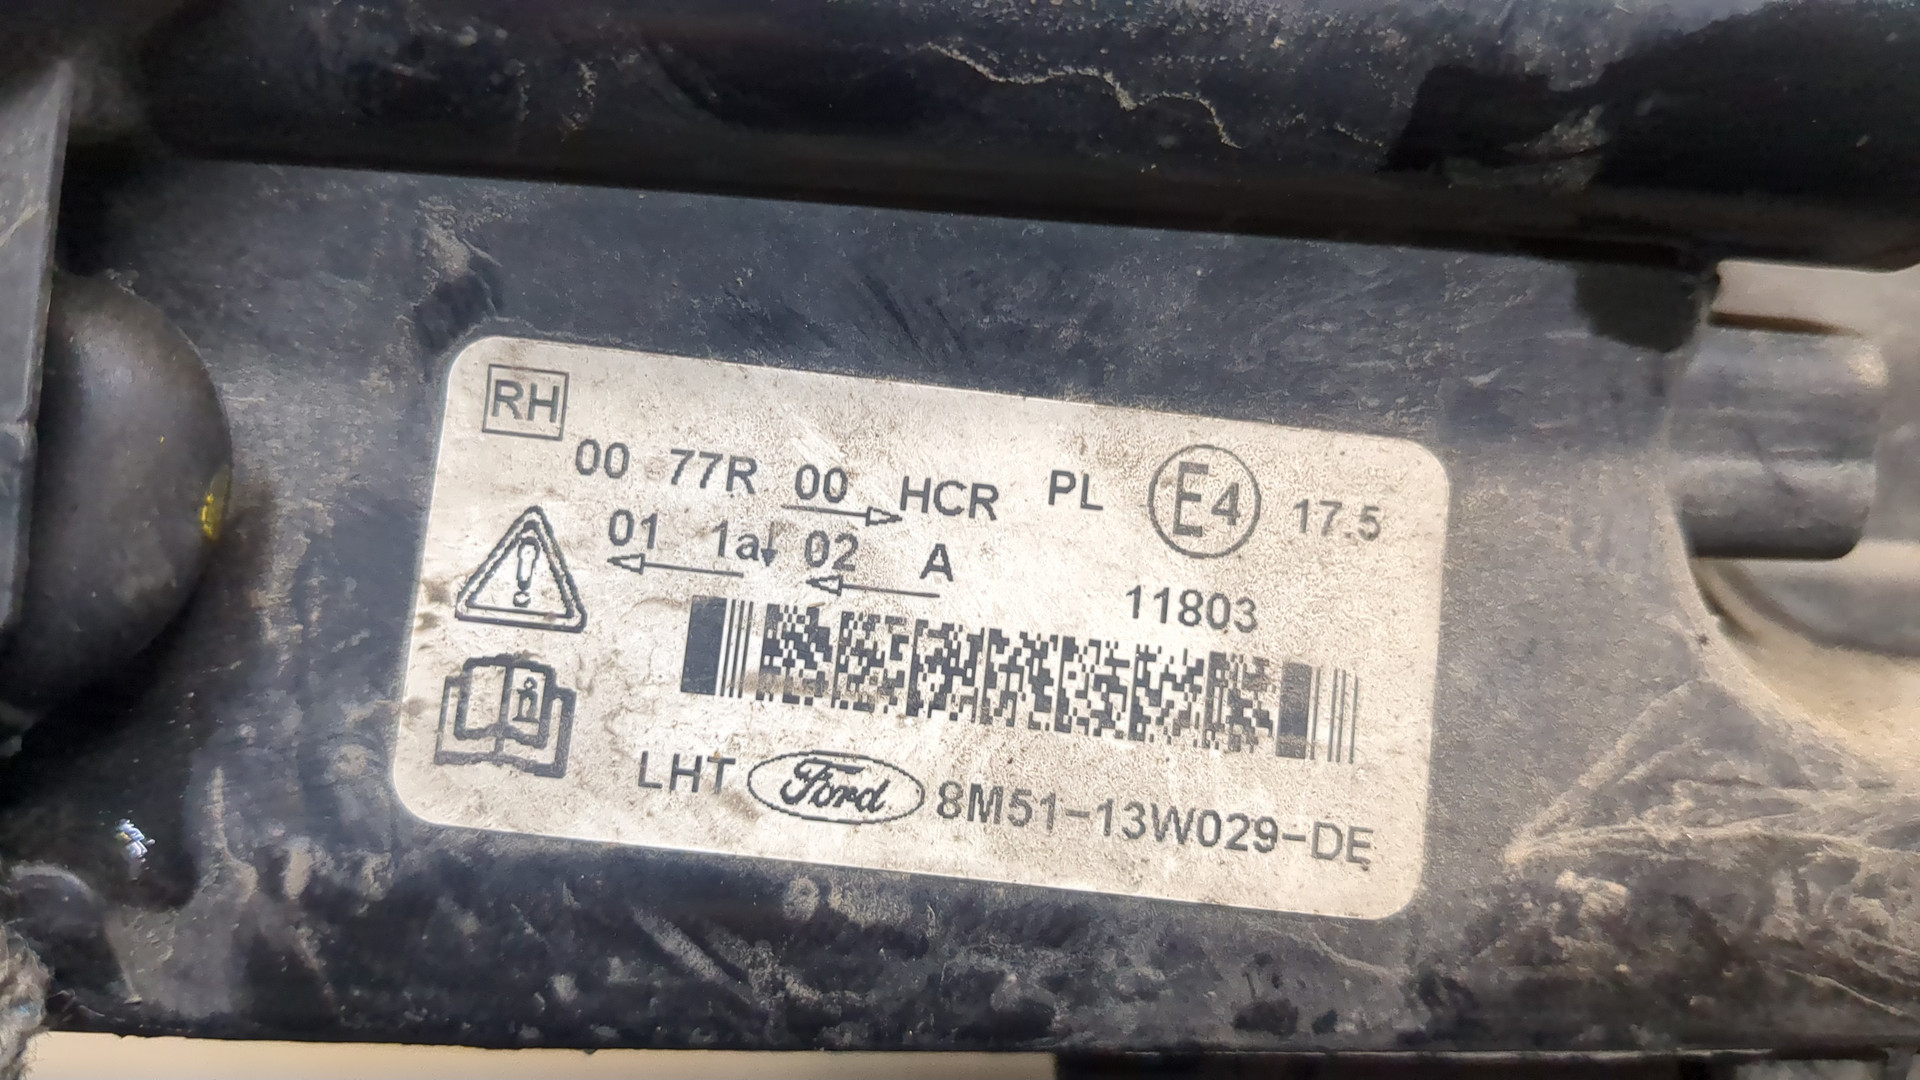 RH
00 77R 00 HCR PL E4 17.5
01 1a 02 A
11803
LHT Ford 8M51-13W029-DE